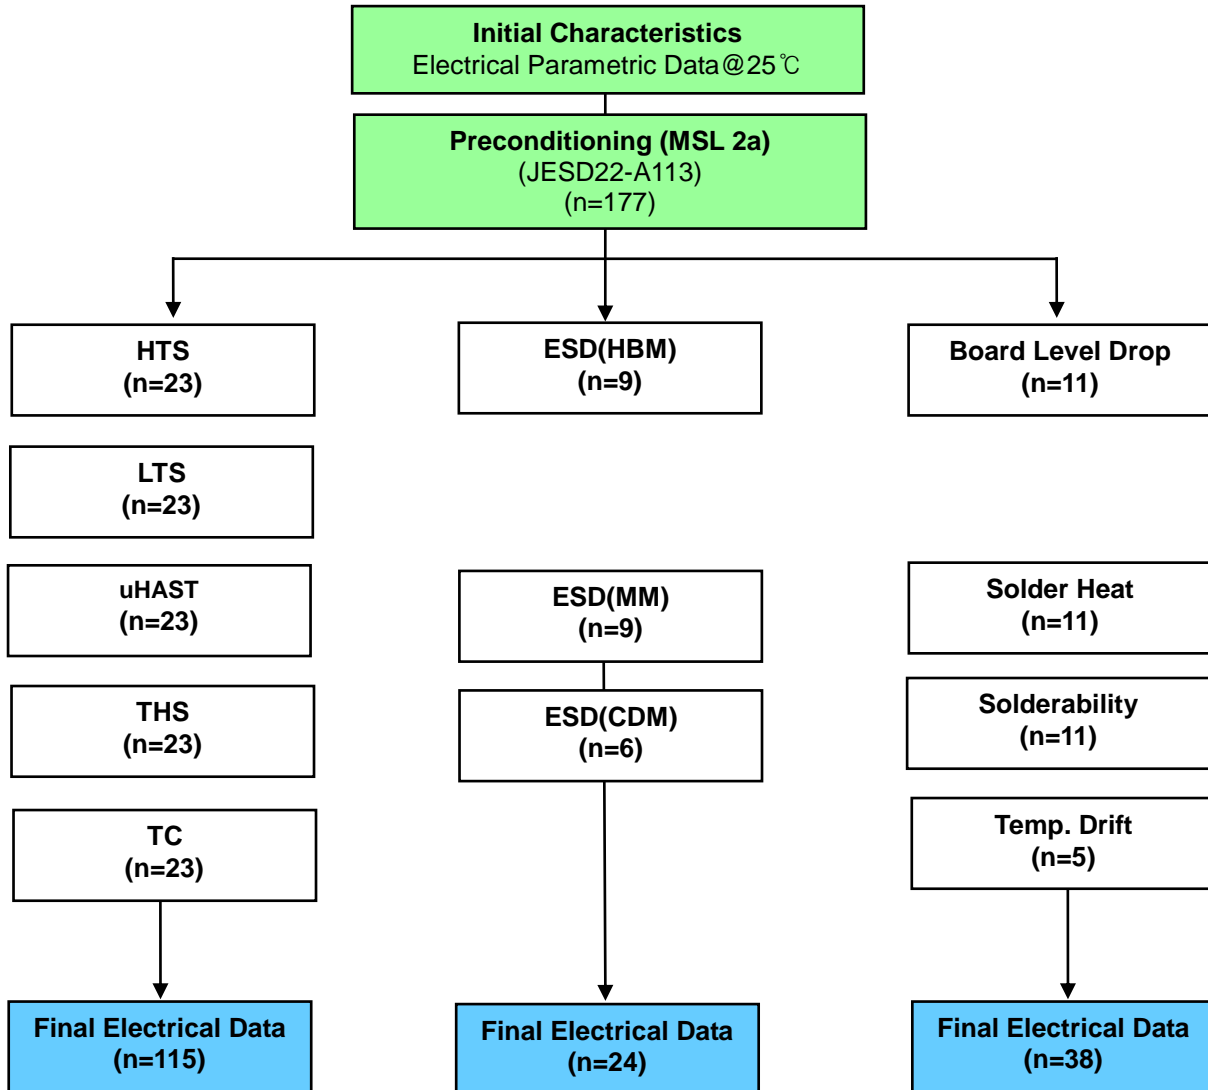 Initial Characteristics
Electrical Parametric Data@25℃
Preconditioning (MSL 2a)
(JESD22-A113)
(n=177)
HTS
(n=23)
LTS
(n=23)
uHAST
(n=23)
THS
(n=23)
TC
(n=23)
Final Electrical Data
(n=115)
ESD(HBM)
(n=9)
ESD(MM)
(n=9)
ESD(CDM)
(n=6)
Final Electrical Data
(n=24)
Board Level Drop
(n=11)
Solder Heat
(n=11)
Solderability
(n=11)
Temp. Drift
(n=5)
Final Electrical Data
(n=38)